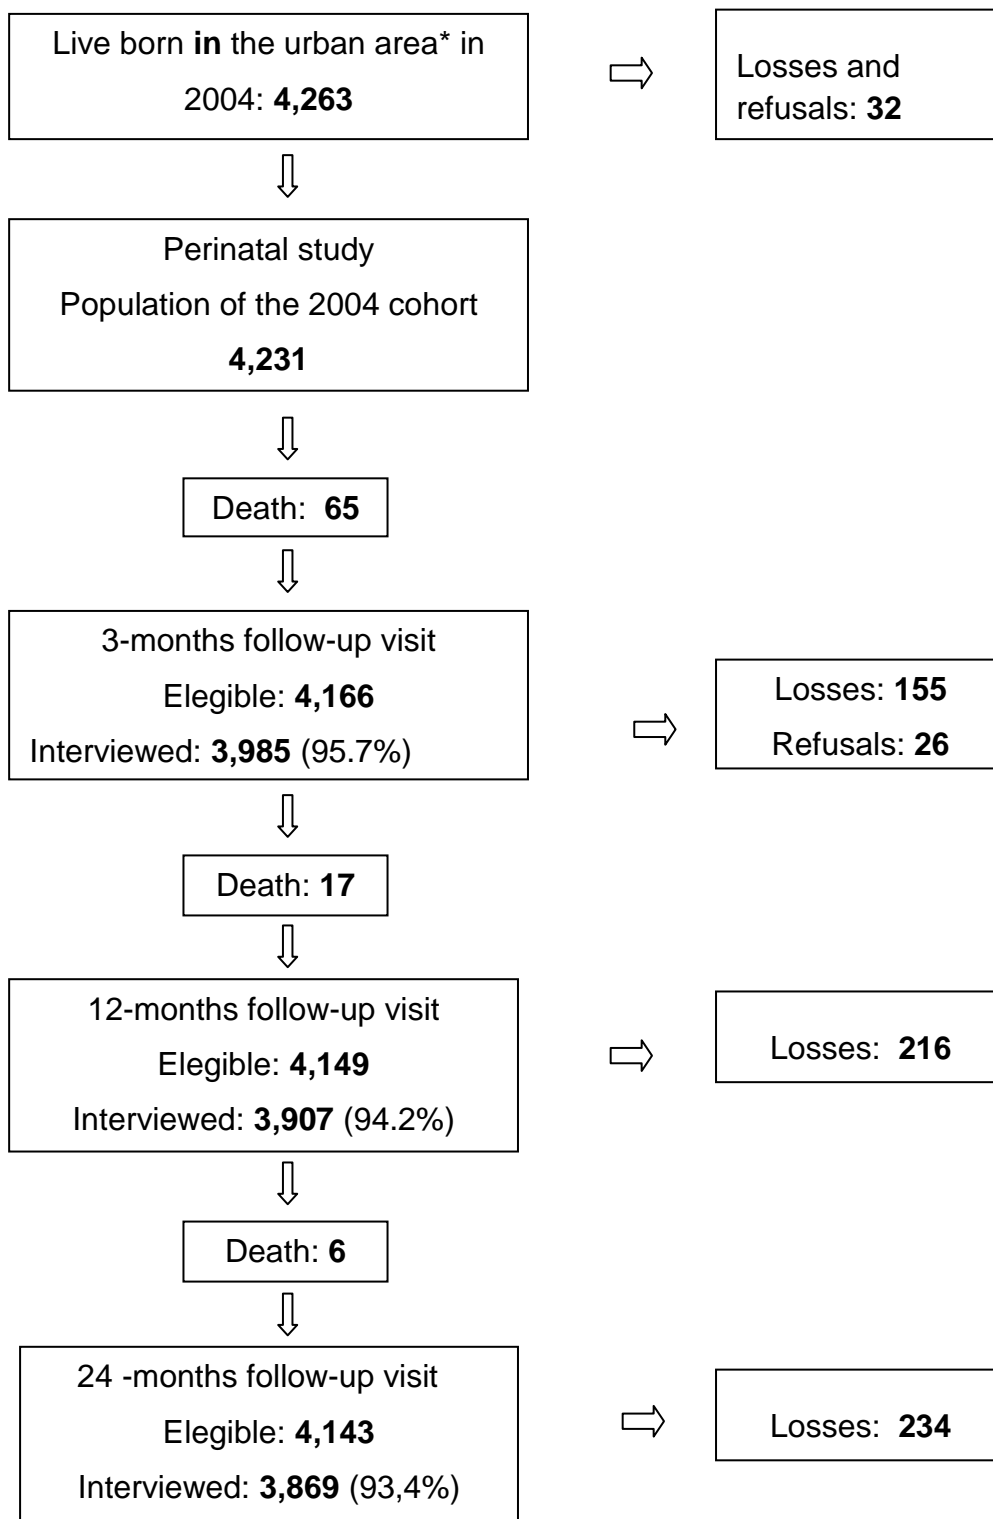 Live born in the urban area* in
2004: 4,263
Losses and
refusals: 32
Perinatal study
Population of the 2004 cohort
4,231
Death: 65
3-months follow-up visit
Elegible: 4,166
Interviewed: 3,985 (95.7%)
Losses: 155
Refusals: 26
Death: 17
12-months follow-up visit
Elegible: 4,149
Interviewed: 3,907 (94.2%)
Losses: 216
Death: 6
24 -months follow-up visit
Elegible: 4,143
Interviewed: 3,869 (93,4%)
Losses: 234